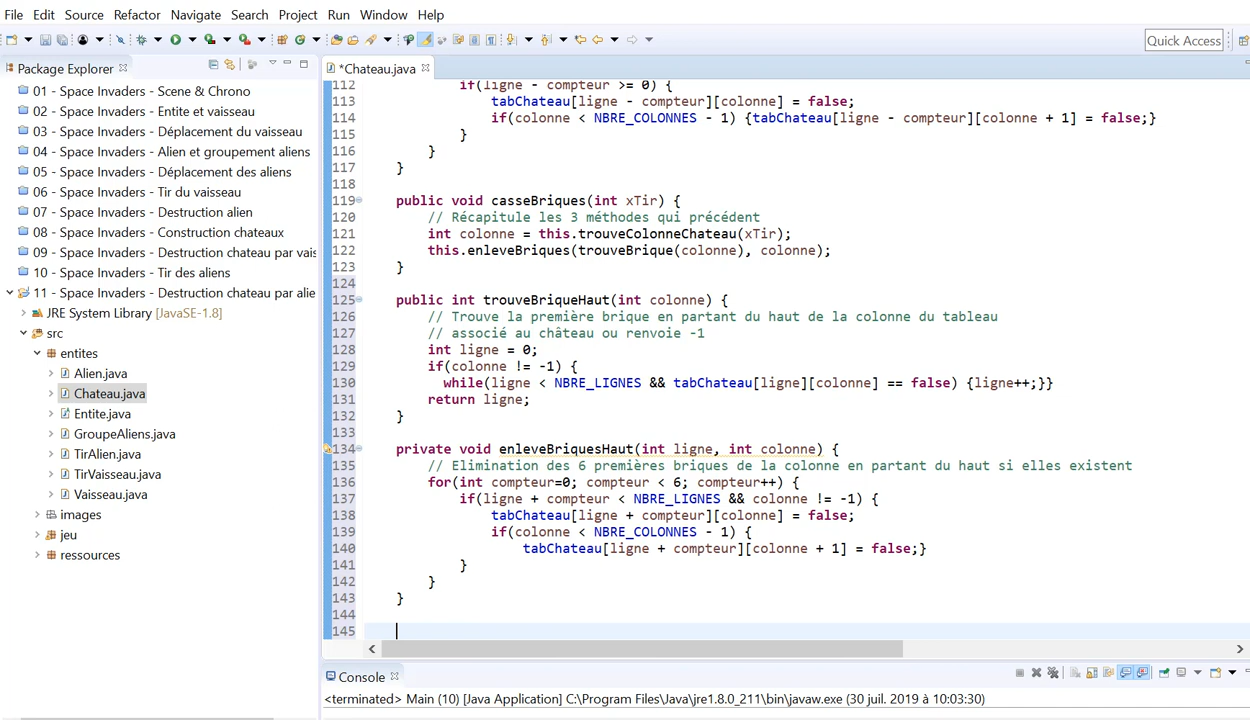 File Edit Source Refactor Navigate Search Project Run Window Help
Quick Access
Package Explorer
*Chateau.java
01 - Space Invaders - Scene & Chrono
02 - Space Invaders - Entite et vaisseau
03 - Space Invaders - Déplacement du vaisseau
04 - Space Invaders - Alien et groupement aliens
05 - Space Invaders - Déplacement des aliens
06 - Space Invaders - Tir du vaisseau
07 - Space Invaders - Destruction alien
08 - Space Invaders - Construction chateaux
09 - Space Invaders - Destruction chateau par vais
10 - Space Invaders - Tir des aliens
11 - Space Invaders - Destruction chateau par alie
JRE System Library [JavaSE-1.8]
src
entites
Alien.java
Chateau.java
Entite.java
GroupeAliens.java
TirAlien.java
TirVaisseau.java
Vaisseau.java
images
jeu
ressources
112 if(ligne - compteur >= 0) {
113 tabChateau[ligne - compteur][colonne] = false;
114 if(colonne < NBRE_COLONNES - 1) {tabChateau[ligne - compteur][colonne + 1] = false;}
115 }
116 }
117 }
118
119 public void casseBriques(int xTir) {
120 // Récapitule les 3 méthodes qui précédent
121 int colonne = this.trouveColonneChateau(xTir);
122 this.enleveBriques(trouveBrique(colonne), colonne);
123 }
124
125 public int trouveBriqueHaut(int colonne) {
126 // Trouve la première brique en partant du haut de la colonne du tableau
127 // associé au château ou renvoie -1
128 int ligne = 0;
129 if(colonne != -1) {
130 while(ligne < NBRE_LIGNES && tabChateau[ligne][colonne] == false) {ligne++;}}
131 return ligne;
132 }
133
134 private void enleveBriquesHaut(int ligne, int colonne) {
135 // Elimination des 6 premières briques de la colonne en partant du haut si elles existent
136 for(int compteur=0; compteur < 6; compteur++) {
137 if(ligne + compteur < NBRE_LIGNES && colonne != -1) {
138 tabChateau[ligne + compteur][colonne] = false;
139 if(colonne < NBRE_COLONNES - 1) {
140 tabChateau[ligne + compteur][colonne + 1] = false;}
141 }
142 }
143 }
144
145
Console
<terminated> Main (10) [Java Application] C:\Program Files\Java\jre1.8.0_211\bin\javaw.exe (30 juil. 2019 à 10:03:30)